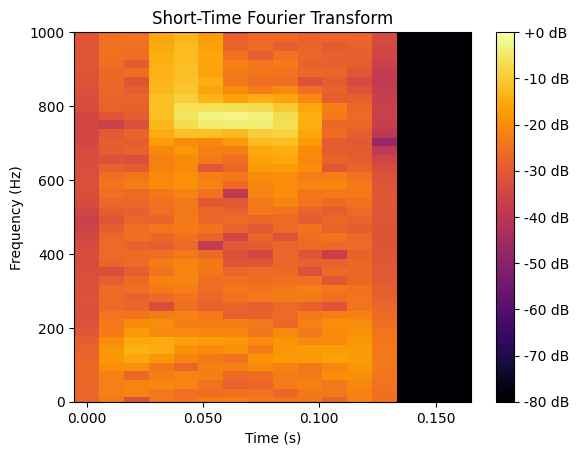 Short-Time Fourier Transform
1000
800
600
400
200
0
Frequency (Hz)
0.000
0.050
0.100
0.150
Time (s)
+0 dB
-10 dB
-20 dB
-30 dB
-40 dB
-50 dB
-60 dB
-70 dB
-80 dB